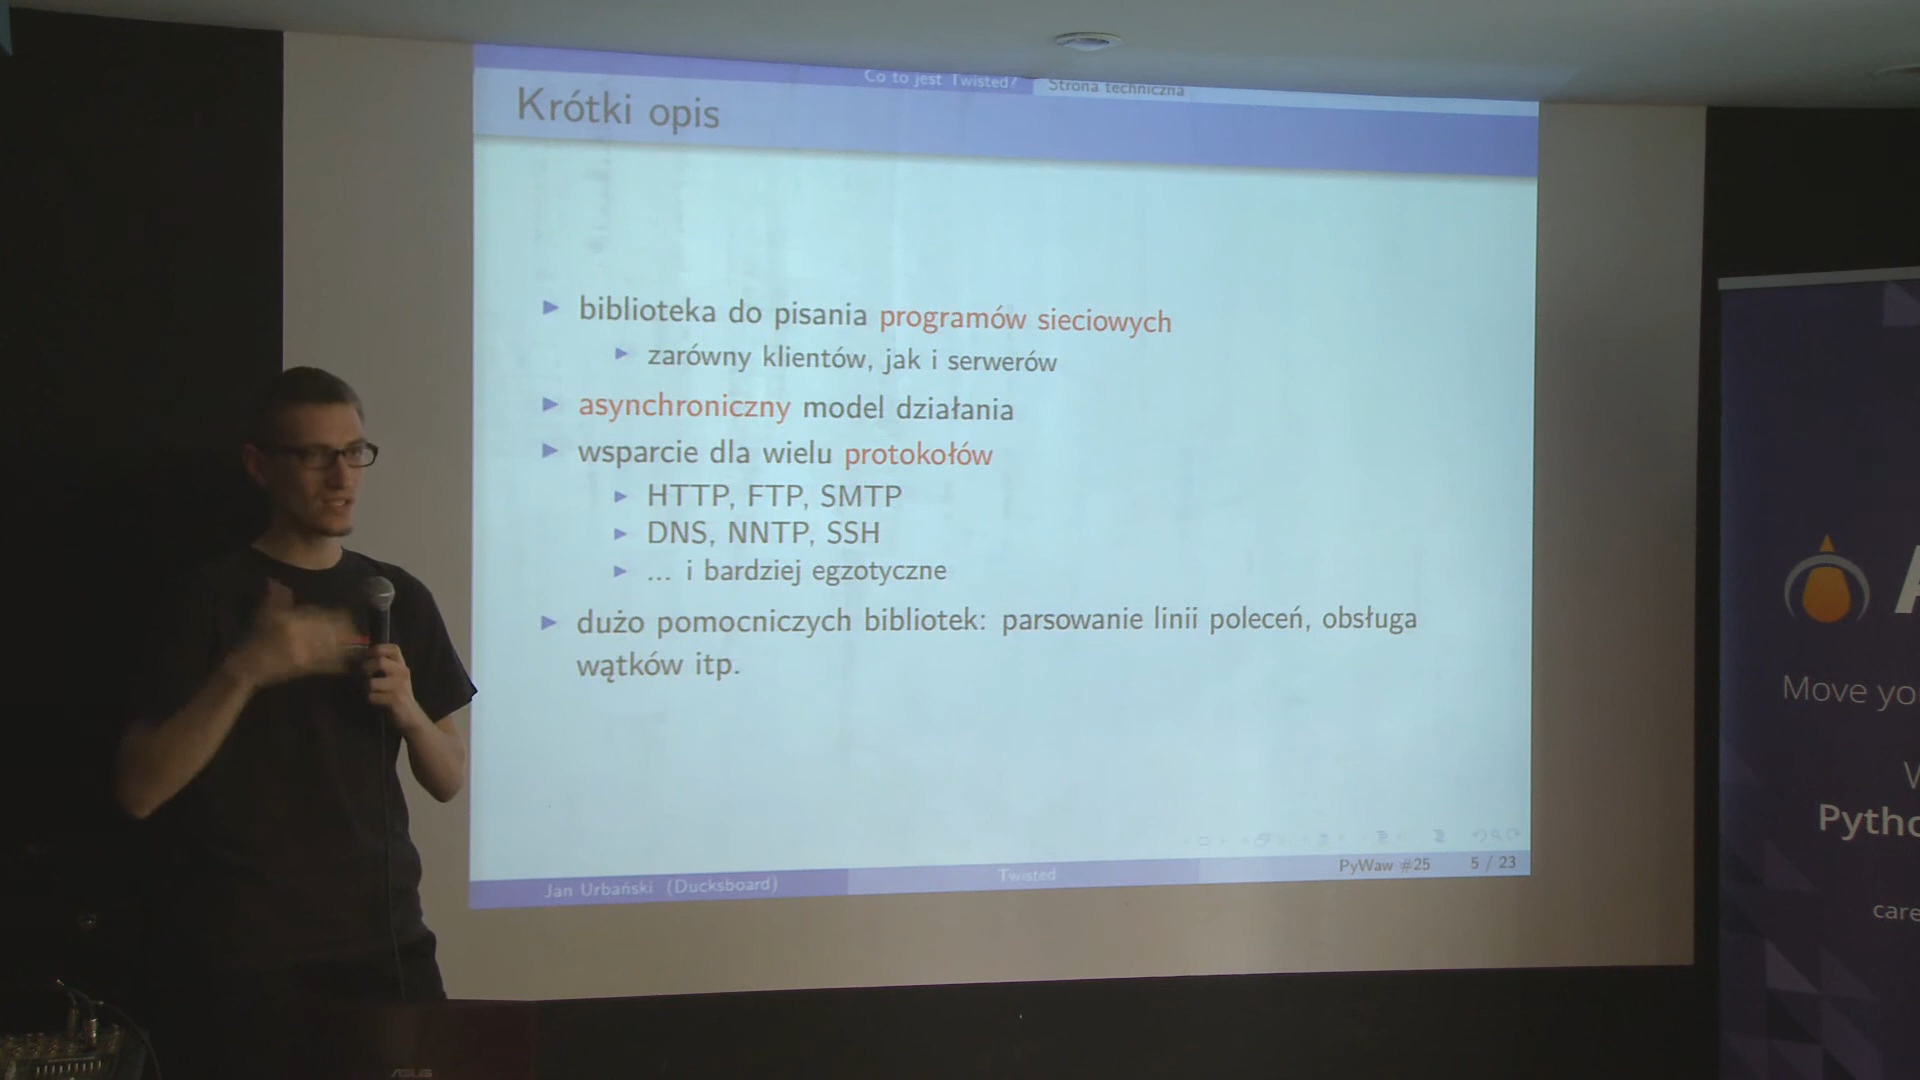 Co to jest Twisted? Strona techniczna
Krótki opis
biblioteka do pisania programów sieciowych
zarówny klientów, jak i serwerów
asynchroniczny model działania
wsparcie dla wielu protokołów
HTTP, FTP, SMTP
DNS, NNTP, SSH
... i bardziej egzotyczne
dużo pomocniczych bibliotek: parsowanie linii poleceń, obsługa
wątków itp.
Jan Urbański (Ducksboard) Twisted PyWaw #25 5 / 23
Move yo
Pytho
care
ASUS